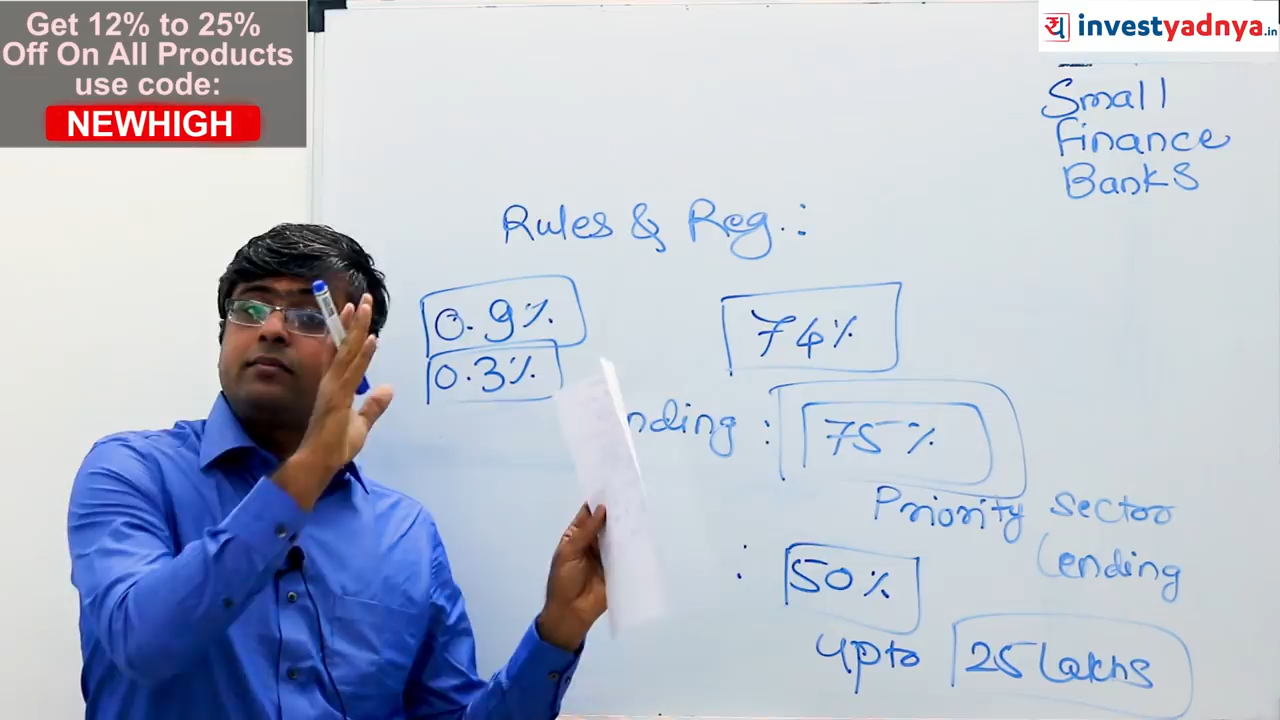 Get 12% to 25%
Off On All Products
use code:
NEWHIGH
investyadnya.in
Small
Finance
Banks
Rules & Reg.:
0.9%
74%
0.3%
nding : 75%
Priority Sector
Lending
: 50%
upto 25 Lakhs